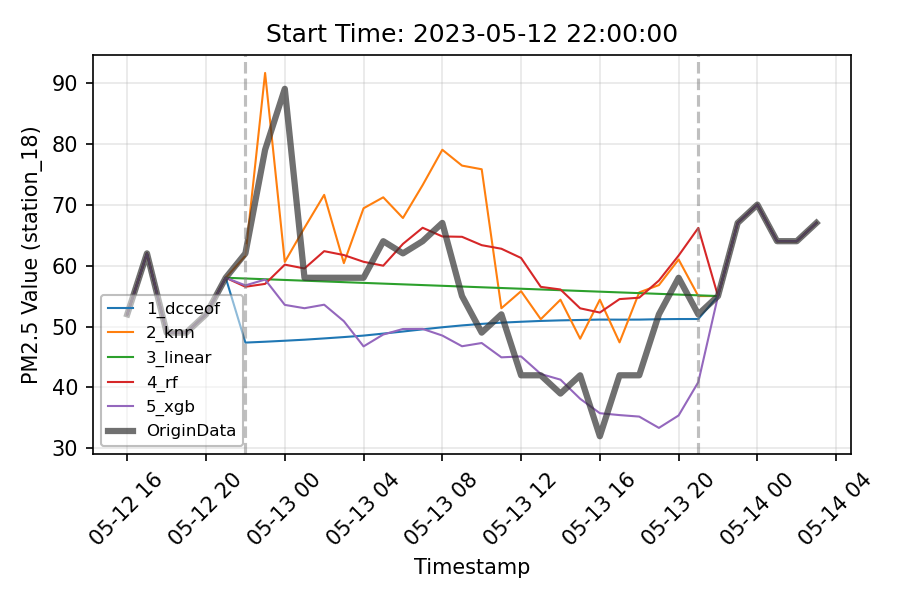 Start Time: 2023-05-12 22:00:00
PM2.5 Value (station_18)
90
80
70
60
50
40
30
1_dcceof
2_knn
3_linear
4_rf
5_xgb
OriginData
05-12 16
05-12 20
05-13 00
05-13 04
05-13 08
05-13 12
05-13 16
05-13 20
05-14 00
05-14 04
Timestamp